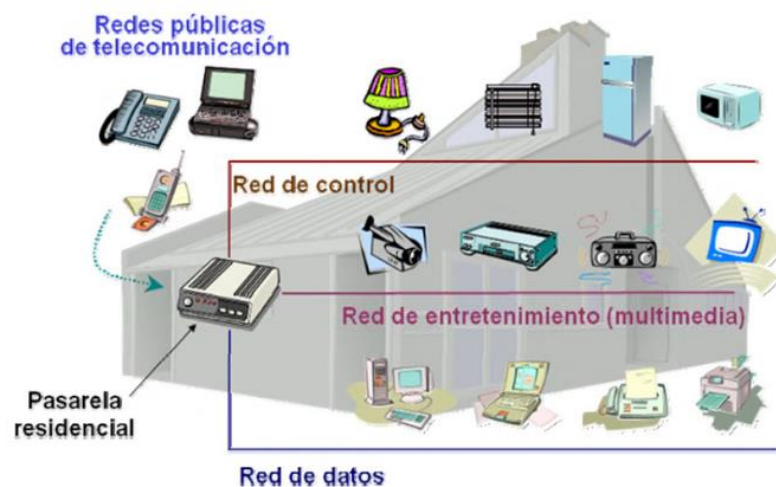 Redes públicas
de telecomunicación
Red de control
Red de entretenimiento (multimedia)
Pasarela
residencial
Red de datos